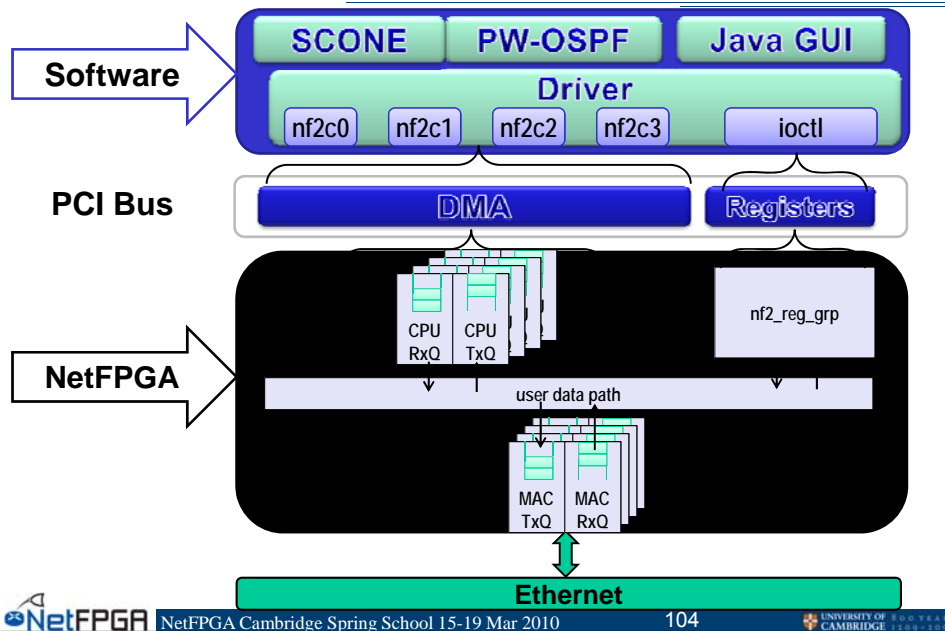 SCONE
PW-OSPF
Java GUI
Software
Driver
nf2c0
nf2c1
nf2c2
nf2c3
ioctl
PCI Bus
DMA
Registers
CPU
RxQ
CPU
TxQ
nf2_reg_grp
NetFPGA
user data path
MAC
TxQ
MAC
RxQ
Ethernet
NetFPGA
NetFPGA Cambridge Spring School 15-19 Mar 2010
104
UNIVERSITY OF
CAMBRIDGE